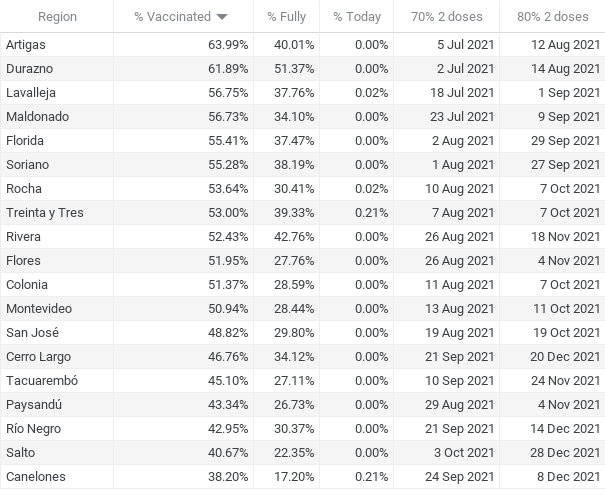 Region % Vaccinated % Fully % Today 70% 2 doses 80% 2 doses
Artigas 63.99% 40.01% 0.00% 5 Jul 2021 12 Aug 2021
Durazno 61.89% 51.37% 0.00% 2 Jul 2021 14 Aug 2021
Lavalleja 56.75% 37.76% 0.02% 18 Jul 2021 1 Sep 2021
Maldonado 56.73% 34.10% 0.00% 23 Jul 2021 9 Sep 2021
Florida 55.41% 37.47% 0.00% 2 Aug 2021 29 Sep 2021
Soriano 55.28% 38.19% 0.00% 1 Aug 2021 27 Sep 2021
Rocha 53.64% 30.41% 0.02% 10 Aug 2021 7 Oct 2021
Treinta y Tres 53.00% 39.33% 0.21% 7 Aug 2021 7 Oct 2021
Rivera 52.43% 42.76% 0.00% 26 Aug 2021 18 Nov 2021
Flores 51.95% 27.76% 0.00% 26 Aug 2021 4 Nov 2021
Colonia 51.37% 28.59% 0.00% 11 Aug 2021 7 Oct 2021
Montevideo 50.94% 28.44% 0.00% 13 Aug 2021 11 Oct 2021
San José 48.82% 29.80% 0.00% 19 Aug 2021 19 Oct 2021
Cerro Largo 46.76% 34.12% 0.00% 21 Sep 2021 20 Dec 2021
Tacuarembó 45.10% 27.11% 0.00% 10 Sep 2021 24 Nov 2021
Paysandú 43.34% 26.73% 0.00% 29 Aug 2021 4 Nov 2021
Río Negro 42.95% 30.37% 0.00% 21 Sep 2021 14 Dec 2021
Salto 40.67% 22.35% 0.00% 3 Oct 2021 28 Dec 2021
Canelones 38.20% 17.20% 0.21% 24 Sep 2021 8 Dec 2021